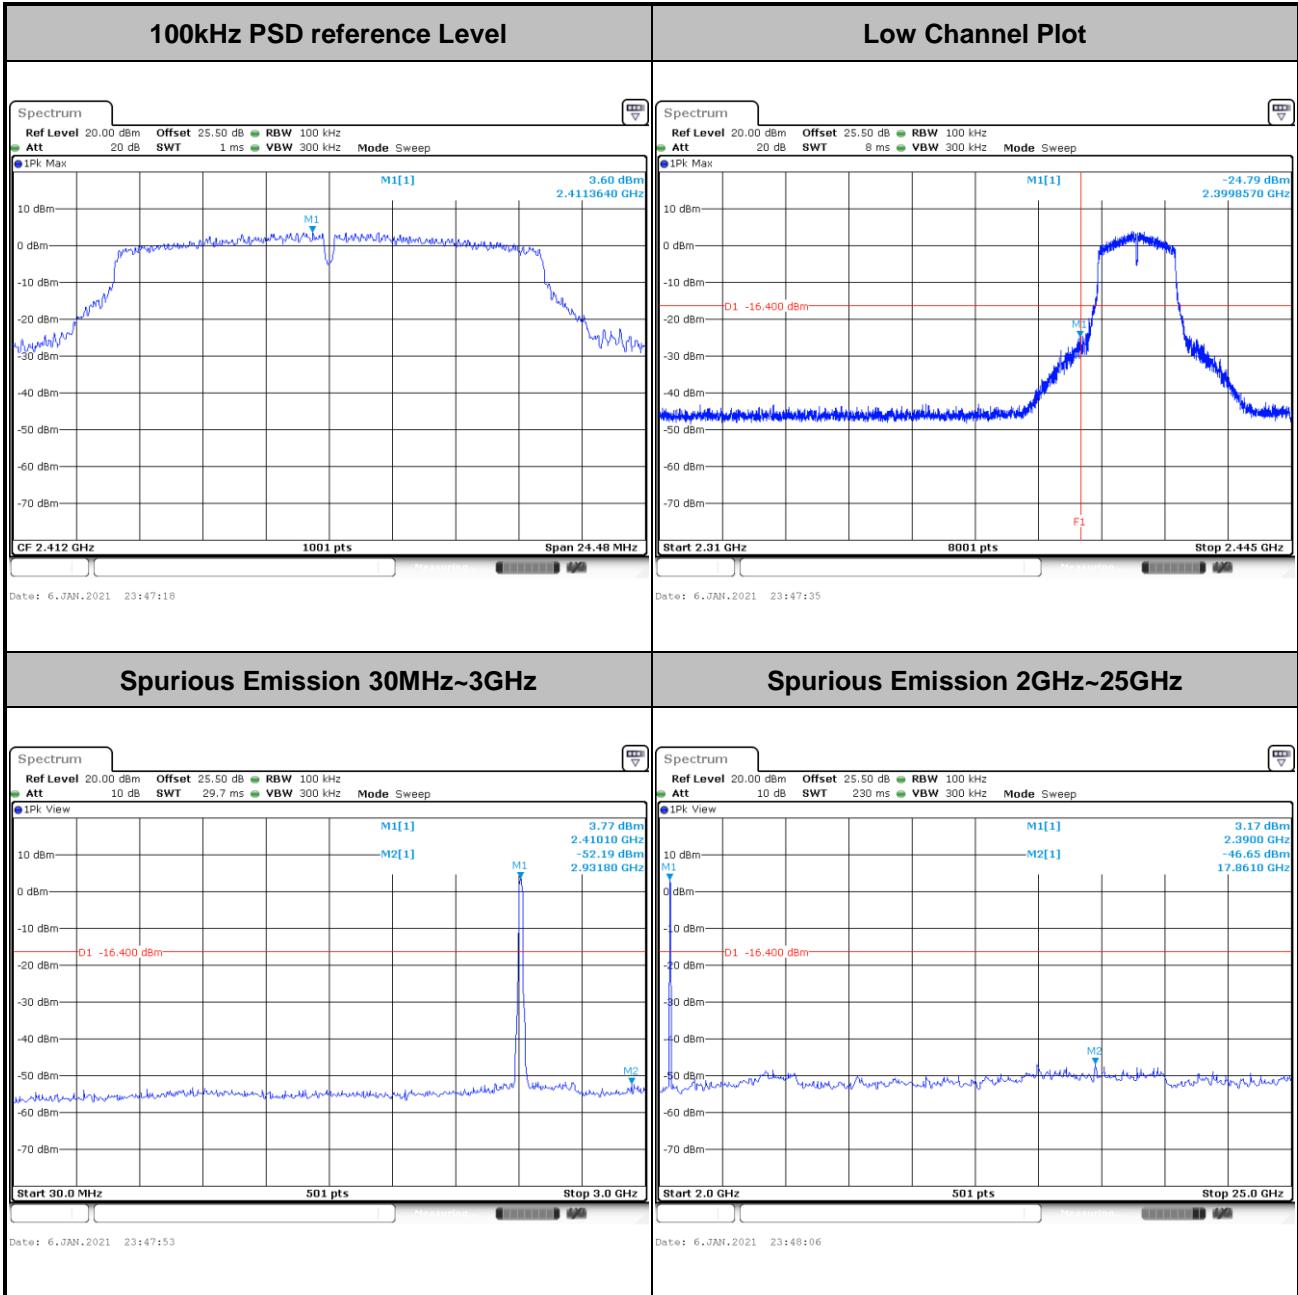 100kHz PSD reference Level
Low Channel Plot
Spectrum
Ref Level 20.00 dBm Offset 25.50 dB RBW 100 kHz
Att 20 dB SWT 1 ms VBW 300 kHz Mode Sweep
1Pk Max
M1[1] 3.60 dBm
2.4113640 GHz
10 dBm
M1
0 dBm
-10 dBm
-20 dBm
-30 dBm
-40 dBm
-50 dBm
-60 dBm
-70 dBm
CF 2.412 GHz 1001 pts Span 24.48 MHz
Measuring...
Date: 6.JAN.2021 23:47:18
Spectrum
Ref Level 20.00 dBm Offset 25.50 dB RBW 100 kHz
Att 20 dB SWT 8 ms VBW 300 kHz Mode Sweep
1Pk Max
M1[1] -24.79 dBm
2.3998570 GHz
10 dBm
0 dBm
-10 dBm
D1 -16.400 dBm
-20 dBm
M1
-30 dBm
-40 dBm
-50 dBm
-60 dBm
-70 dBm
F1
Start 2.31 GHz 8001 pts Stop 2.445 GHz
Measuring...
Date: 6.JAN.2021 23:47:35
Spurious Emission 30MHz~3GHz
Spurious Emission 2GHz~25GHz
Spectrum
Ref Level 20.00 dBm Offset 25.50 dB RBW 100 kHz
Att 10 dB SWT 29.7 ms VBW 300 kHz Mode Sweep
1Pk View
M1[1] 3.77 dBm
2.41010 GHz
10 dBm M2[1] -52.19 dBm
M1 2.93180 GHz
0 dBm
-10 dBm
D1 -16.400 dBm
-20 dBm
-30 dBm
-40 dBm
-50 dBm
M2
-60 dBm
-70 dBm
Start 30.0 MHz 501 pts Stop 3.0 GHz
Measuring...
Date: 6.JAN.2021 23:47:53
Spectrum
Ref Level 20.00 dBm Offset 25.50 dB RBW 100 kHz
Att 10 dB SWT 230 ms VBW 300 kHz Mode Sweep
1Pk View
M1[1] 3.17 dBm
2.3900 GHz
10 dBm M2[1] -46.65 dBm
M1 17.8610 GHz
0 dBm
-10 dBm
D1 -16.400 dBm
-20 dBm
-30 dBm
-40 dBm
M2
-50 dBm
-60 dBm
-70 dBm
Start 2.0 GHz 501 pts Stop 25.0 GHz
Measuring...
Date: 6.JAN.2021 23:48:06